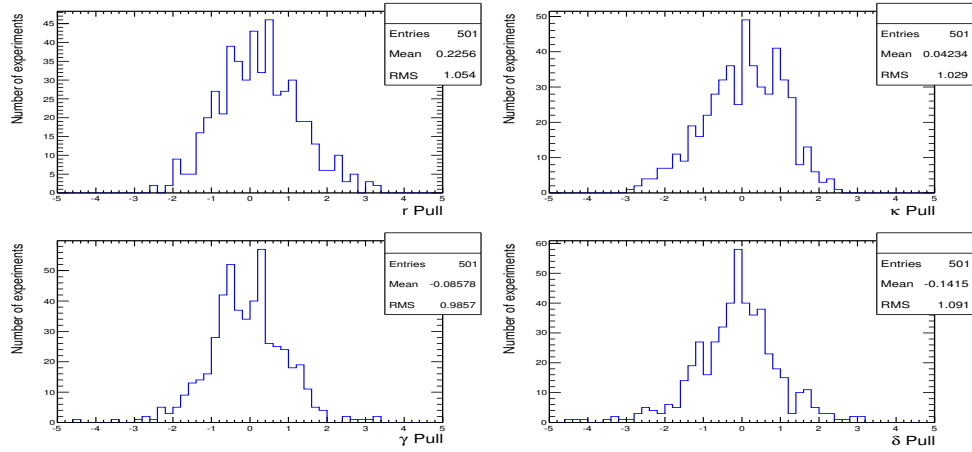 Number of experiments
45
40
35
30
25
20
15
10
5
0
-5 -4 -3 -2 -1 0 1 2 3 4 5
r Pull
Entries 501
Mean 0.2256
RMS 1.054
Number of experiments
50
40
30
20
10
0
-5 -4 -3 -2 -1 0 1 2 3 4 5
κ Pull
Entries 501
Mean 0.04234
RMS 1.029
Number of experiments
50
40
30
20
10
0
-5 -4 -3 -2 -1 0 1 2 3 4 5
γ Pull
Entries 501
Mean -0.08578
RMS 0.9857
Number of experiments
60
50
40
30
20
10
0
-5 -4 -3 -2 -1 0 1 2 3 4 5
δ Pull
Entries 501
Mean -0.1415
RMS 1.091